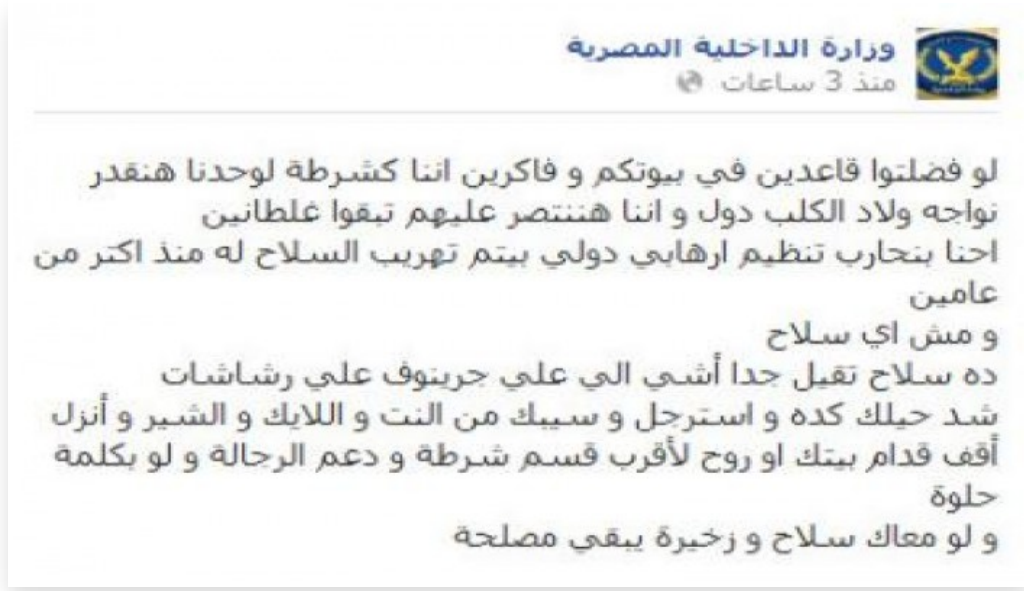 وزارة الداخلية المصرية
منذ 3 ساعات
لو فضلتوا قاعدين في بيوتكم و فاكرين اننا كشرطة لوحدنا هنقدر
نواجه ولاد الكلب دول و اننا هننتصر عليهم تبقوا غلطانين
احنا بنحارب تنظيم ارهابي دولي بيتم تهريب السلاح له منذ اكتر من
عامين
و مش اي سلاح
ده سلاح تقيل جدا أشي الي علي جرينوف علي رشاشات
شد حيلك كده و استرجل و سيبك من النت و اللايك و الشير و أنزل
أقف قدام بيتك او روح لأقرب قسم شرطة و دعم الرجالة و لو بكلمة
حلوة
و لو معاك سلاح و زخيرة يبقي مصلحة